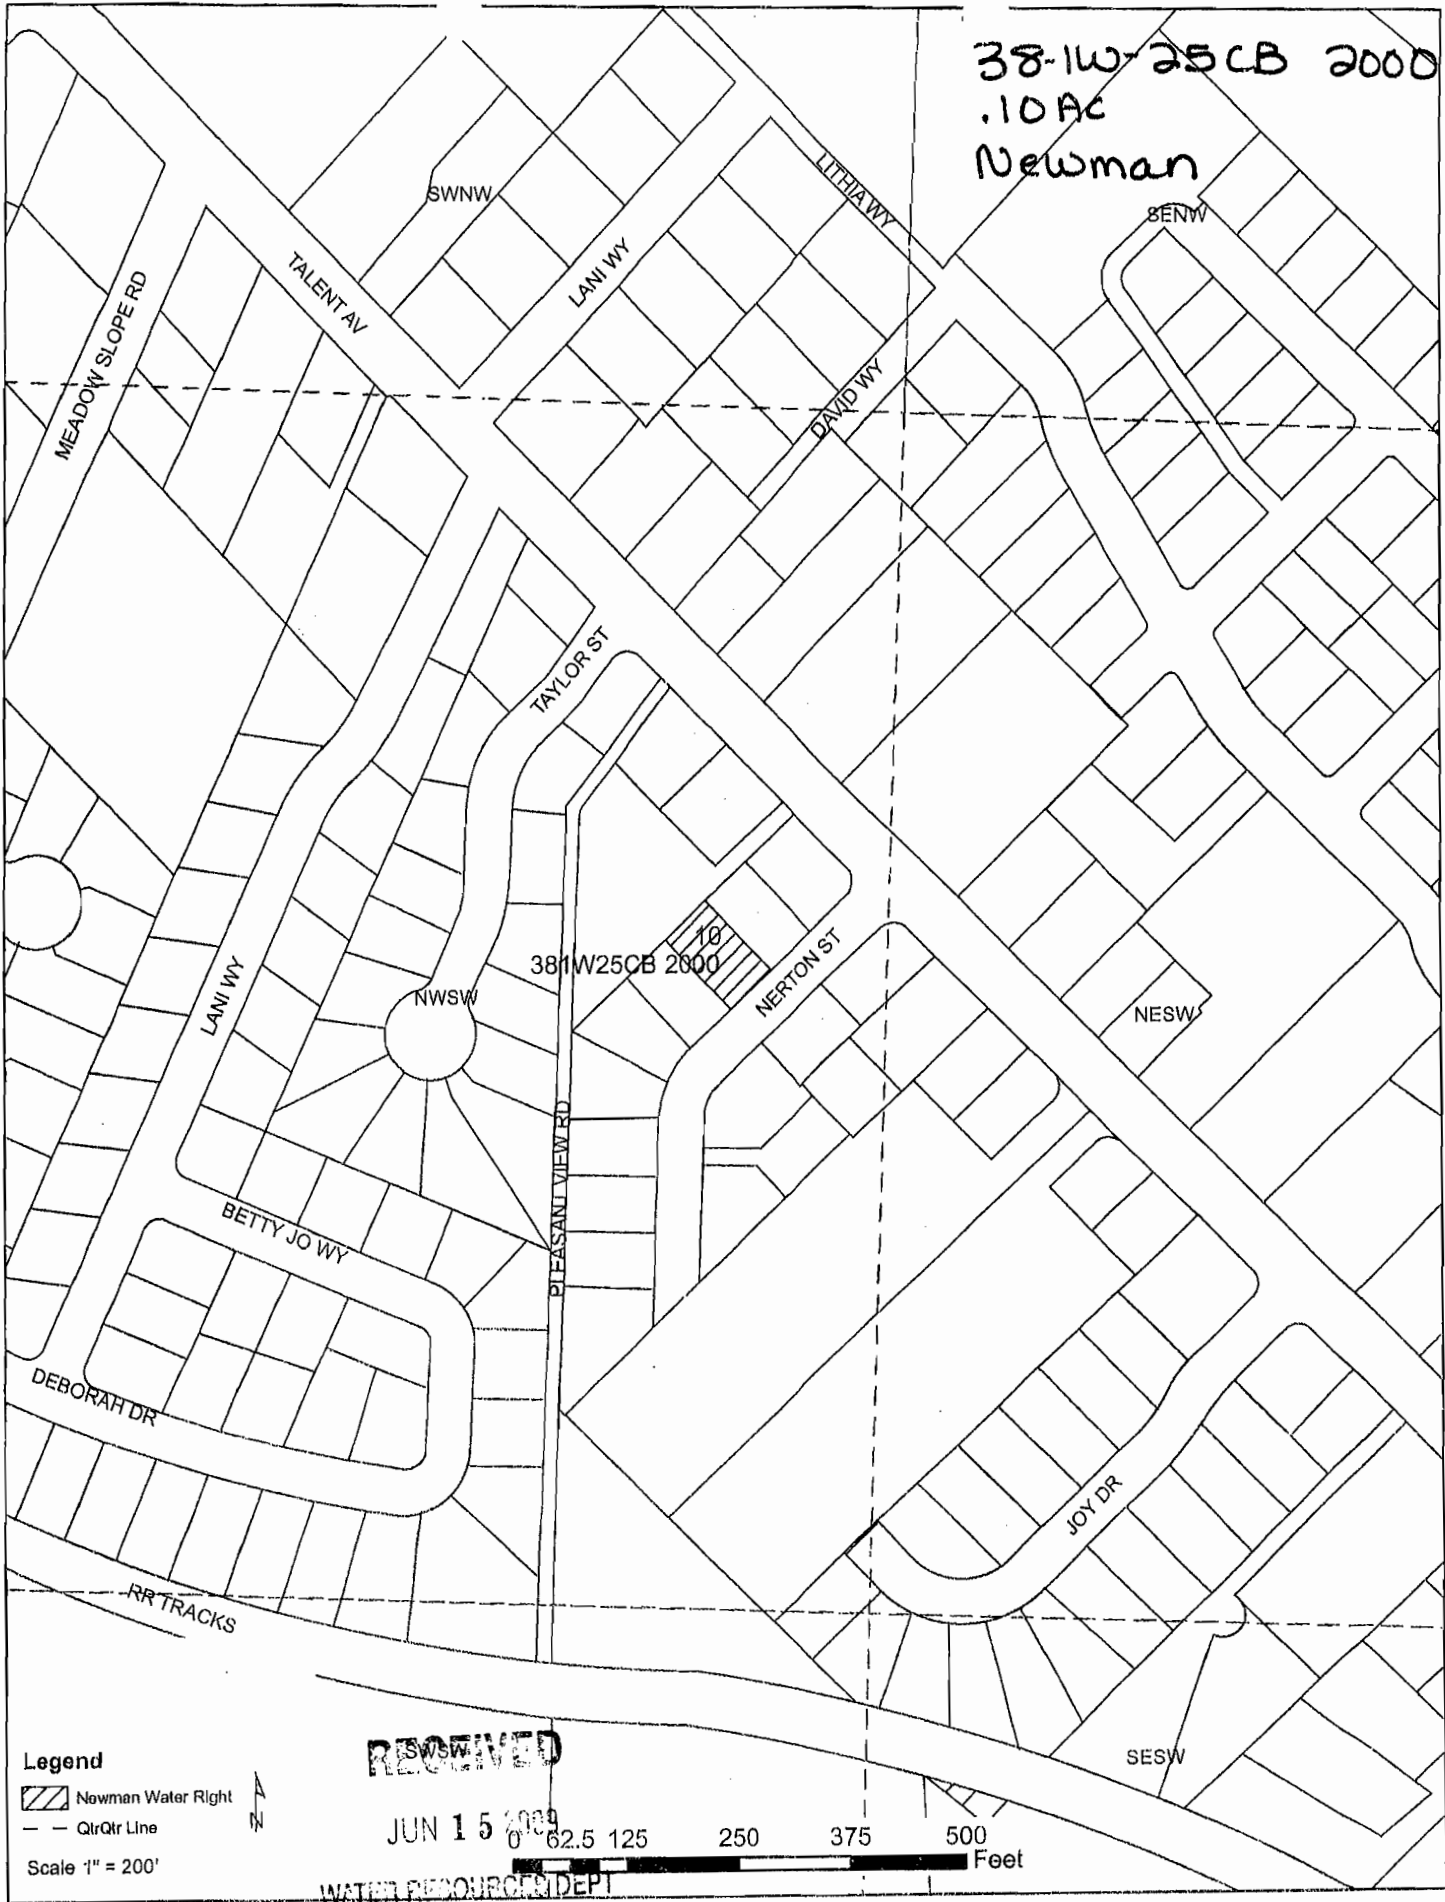 38-1W-25CB 2000
.10 Ac
Newman
SWNW
LITHIA WY
SENW
LANI WY
TALENT AV
MEADOW SLOPE RD
DAVID WY
TAYLOR ST
10
381W25CB 2000
NERTON ST
LANI WY
NWSW
NESW
PLEASANT VIEW RD
BETTY JO WY
DEBORAH DR
JOY DR
RR TRACKS
SESW
Legend
Newman Water Right
N
QtrQtr Line
Scale 1" = 200'
RECEIVED
SWSW
JUN 15 2009
WATER RESOURCES DEPT
0 62.5 125 250 375 500
Feet